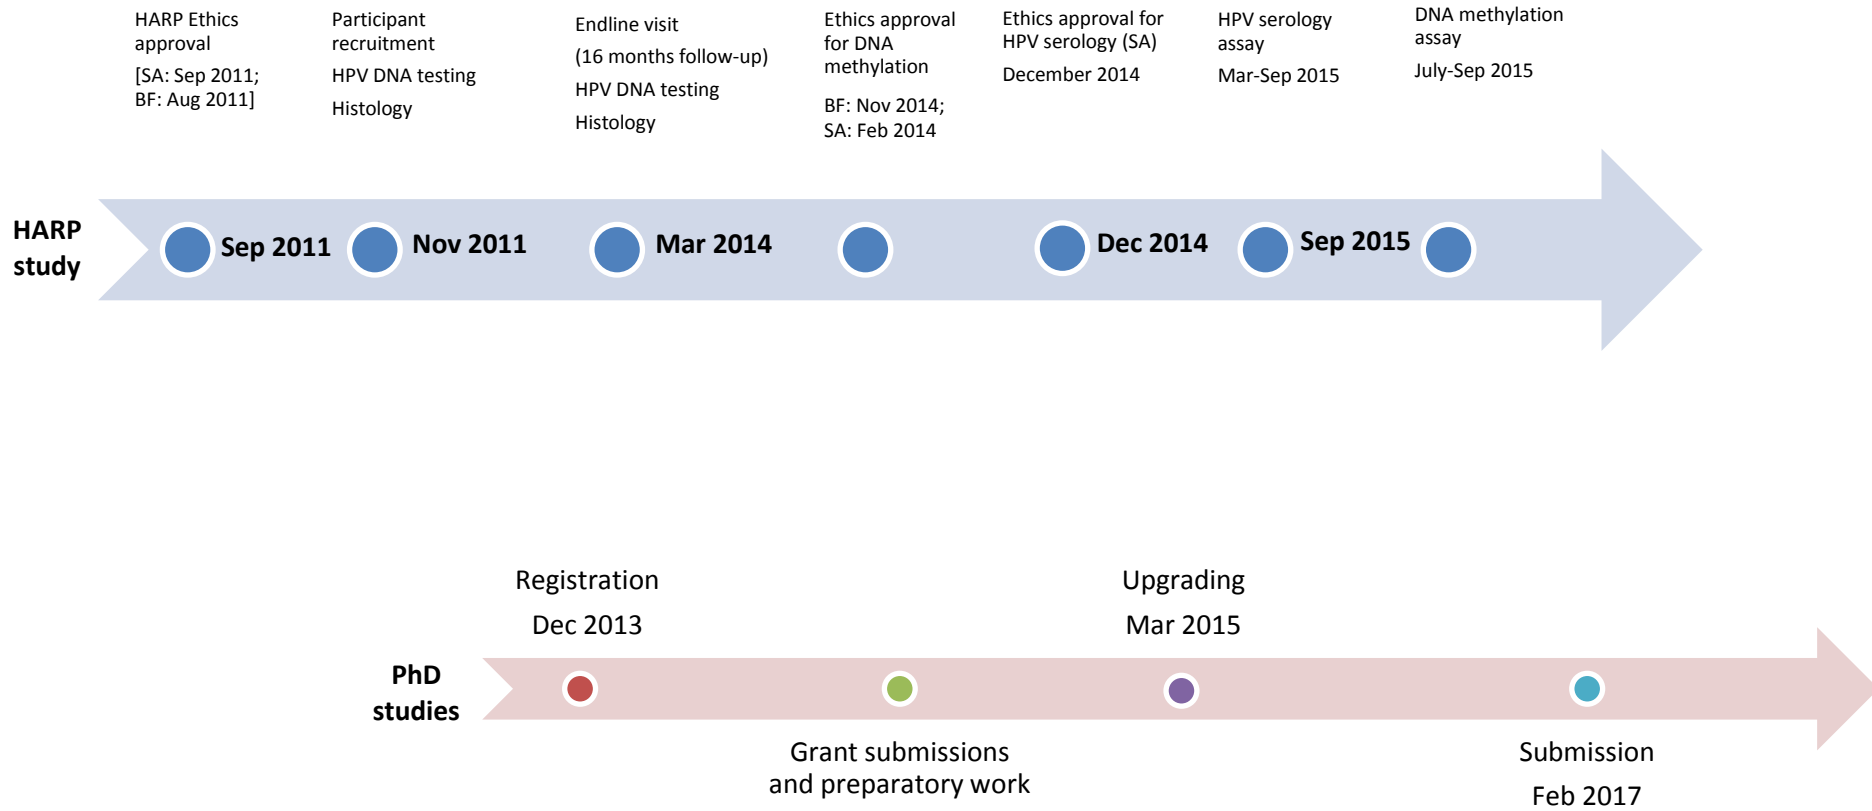 HARP Ethics
approval
[SA: Sep 2011;
BF: Aug 2011]
Participant
recruitment
HPV DNA testing
Histology
Endline visit
(16 months follow-up)
HPV DNA testing
Histology
Ethics approval
for DNA
methylation
BF: Nov 2014;
SA: Feb 2014
Ethics approval for
HPV serology (SA)
December 2014
HPV serology
assay
Mar-Sep 2015
DNA methylation
assay
July-Sep 2015
HARP
study
Sep 2011
Nov 2011
Mar 2014
Dec 2014
Sep 2015
Registration
Dec 2013
Upgrading
Mar 2015
PhD
studies
Grant submissions
and preparatory work
Submission
Feb 2017